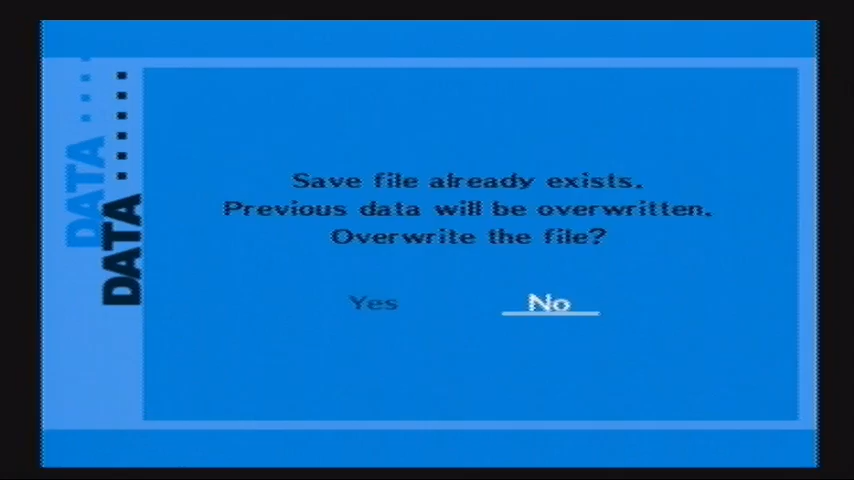 DATA
DATA
Save file already exists.
Previous data will be overwritten.
Overwrite the file?
Yes No